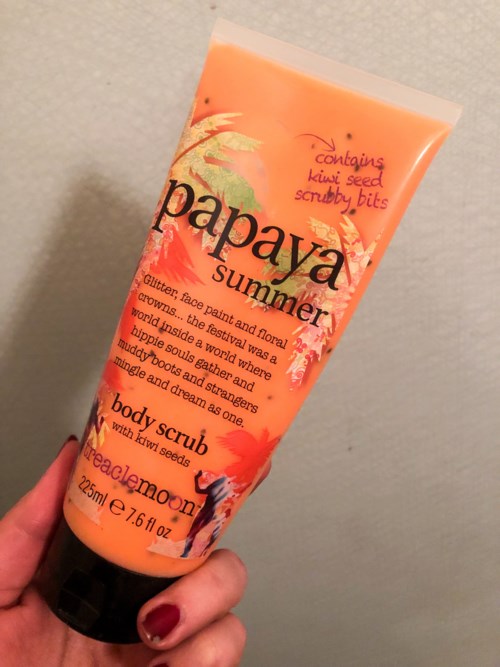 contains
kiwi seed
scrubby bits
papaya
summer
Glitter, face paint and floral
crowns... the festival was a
world inside a world where
hippie souls gather and
muddy boots and strangers
mingle and dream as one.
body scrub
with kiwi seeds
treaclemoon
225ml ℮ 7.6 fl oz